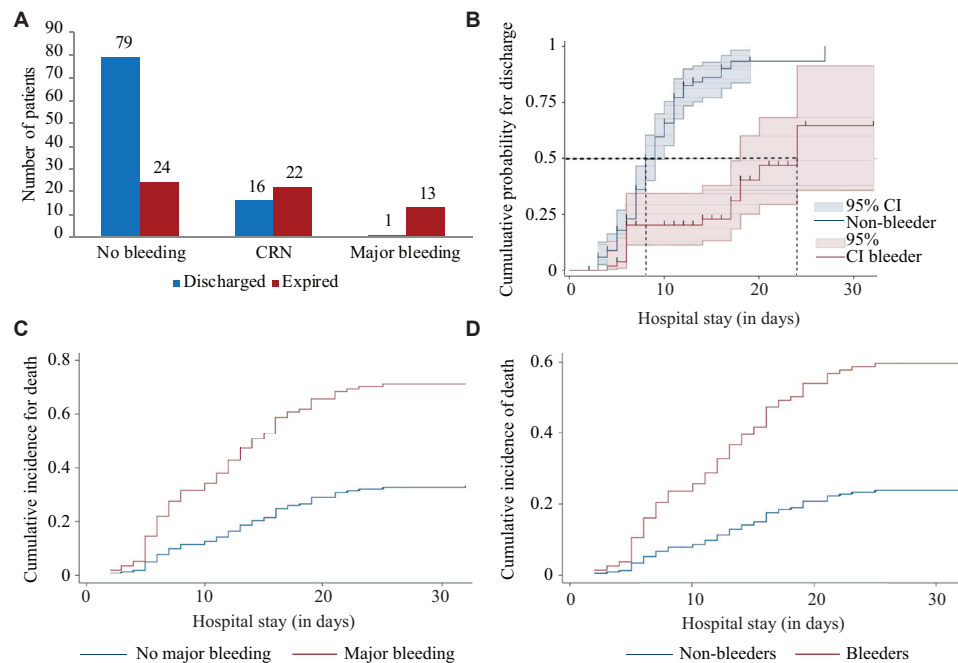 A
Number of patients
90
80
70
60
50
40
30
20
10
0
79
24
16
22
1
13
No bleeding
CRN
Major bleeding
Discharged
Expired
B
Cumuluative probability for discharge
1
0.75
0.5
0.25
0
95% CI
Non-bleeder
95%
CI bleeder
0
10
20
30
Hospital stay (in days)
C
Cumulative incidence for death
0.8
0.6
0.4
0.2
0
0
10
20
30
Hospital stay (in days)
No major bleeding
Major bleeding
D
Cumulative incidence of death
0.6
0.4
0.2
0
0
10
20
30
Hospital stay (in days)
Non-bleeders
Bleeders